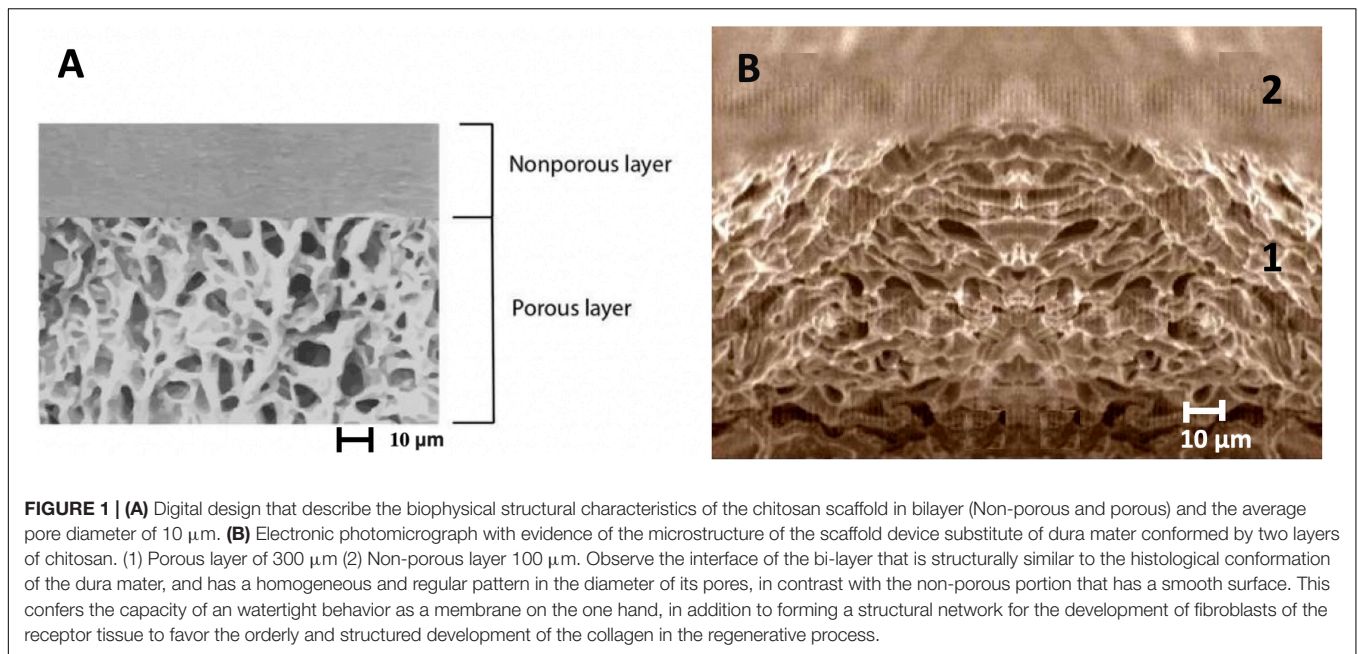 A
Nonporous layer
Porous layer
10 μm
B
2
1
10 μm
FIGURE 1 | (A) Digital design that describe the biophysical structural characteristics of the chitosan scaffold in bilayer (Non-porous and porous) and the average
pore diameter of 10 μm. (B) Electronic photomicrograph with evidence of the microstructure of the scaffold device substitute of dura mater conformed by two layers
of chitosan. (1) Porous layer of 300 μm (2) Non-porous layer 100 μm. Observe the interface of the bi-layer that is structurally similar to the histological conformation
of the dura mater, and has a homogeneous and regular pattern in the diameter of its pores, in contrast with the non-porous portion that has a smooth surface. This
confers the capacity of an watertight behavior as a membrane on the one hand, in addition to forming a structural network for the development of fibroblasts of the
receptor tissue to favor the orderly and structured development of the collagen in the regenerative process.